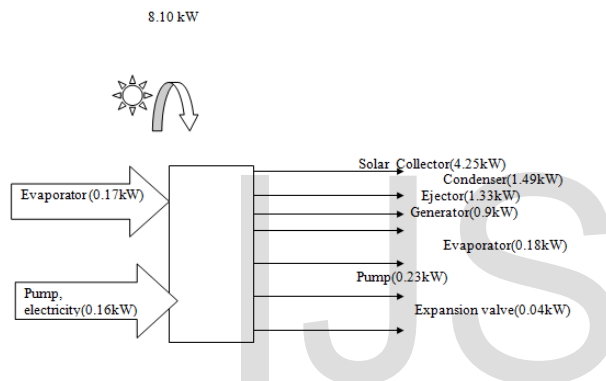 8.10 kW
Solar Collector(4.25kW)
Condenser(1.49kW)
Evaporator(0.17kW)
Ejector(1.33kW)
Generator(0.9kW)
Evaporator(0.18kW)
Pump(0.23kW)
Pump,
electricity(0.16kW)
Expansion valve(0.04kW)
IJS